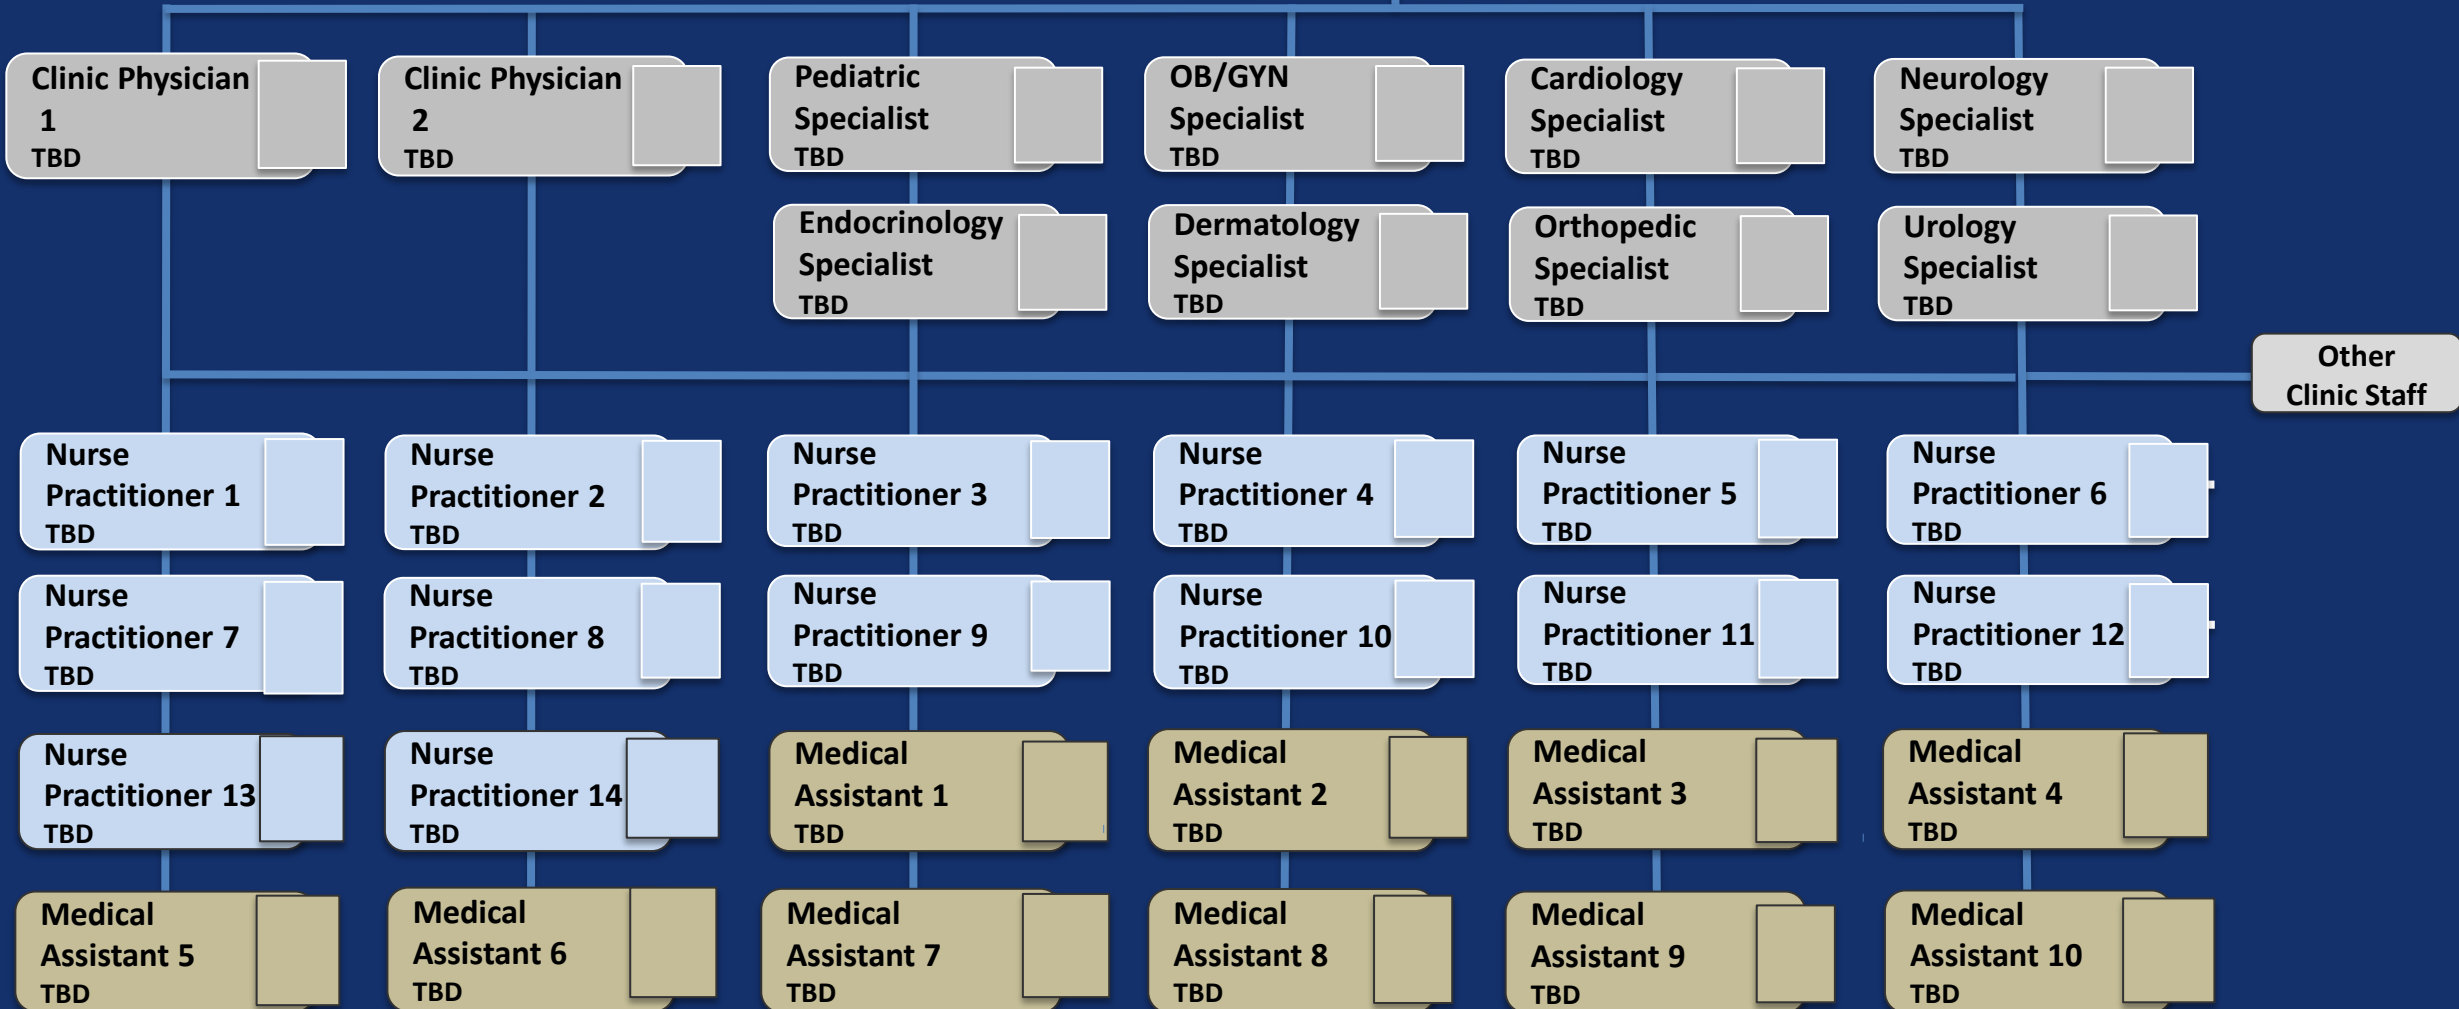 Clinic Physician
1
TBD
Clinic Physician
2
TBD
Pediatric
Specialist
TBD
OB/GYN
Specialist
TBD
Cardiology
Specialist
TBD
Neurology
Specialist
TBD
Endocrinology
Specialist
TBD
Dermatology
Specialist
TBD
Orthopedic
Specialist
TBD
Urology
Specialist
TBD
Other
Clinic Staff
Nurse
Practitioner 1
TBD
Nurse
Practitioner 2
TBD
Nurse
Practitioner 3
TBD
Nurse
Practitioner 4
TBD
Nurse
Practitioner 5
TBD
Nurse
Practitioner 6
TBD
Nurse
Practitioner 7
TBD
Nurse
Practitioner 8
TBD
Nurse
Practitioner 9
TBD
Nurse
Practitioner 10
TBD
Nurse
Practitioner 11
TBD
Nurse
Practitioner 12
TBD
Nurse
Practitioner 13
TBD
Nurse
Practitioner 14
TBD
Medical
Assistant 1
TBD
Medical
Assistant 2
TBD
Medical
Assistant 3
TBD
Medical
Assistant 4
TBD
Medical
Assistant 5
TBD
Medical
Assistant 6
TBD
Medical
Assistant 7
TBD
Medical
Assistant 8
TBD
Medical
Assistant 9
TBD
Medical
Assistant 10
TBD